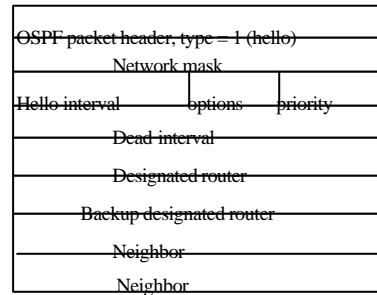 OSPF packet header, type = 1 (hello)
Network mask
Hello interval options priority
Dead interval
Designated router
Backup designated router
Neighbor
Neighbor